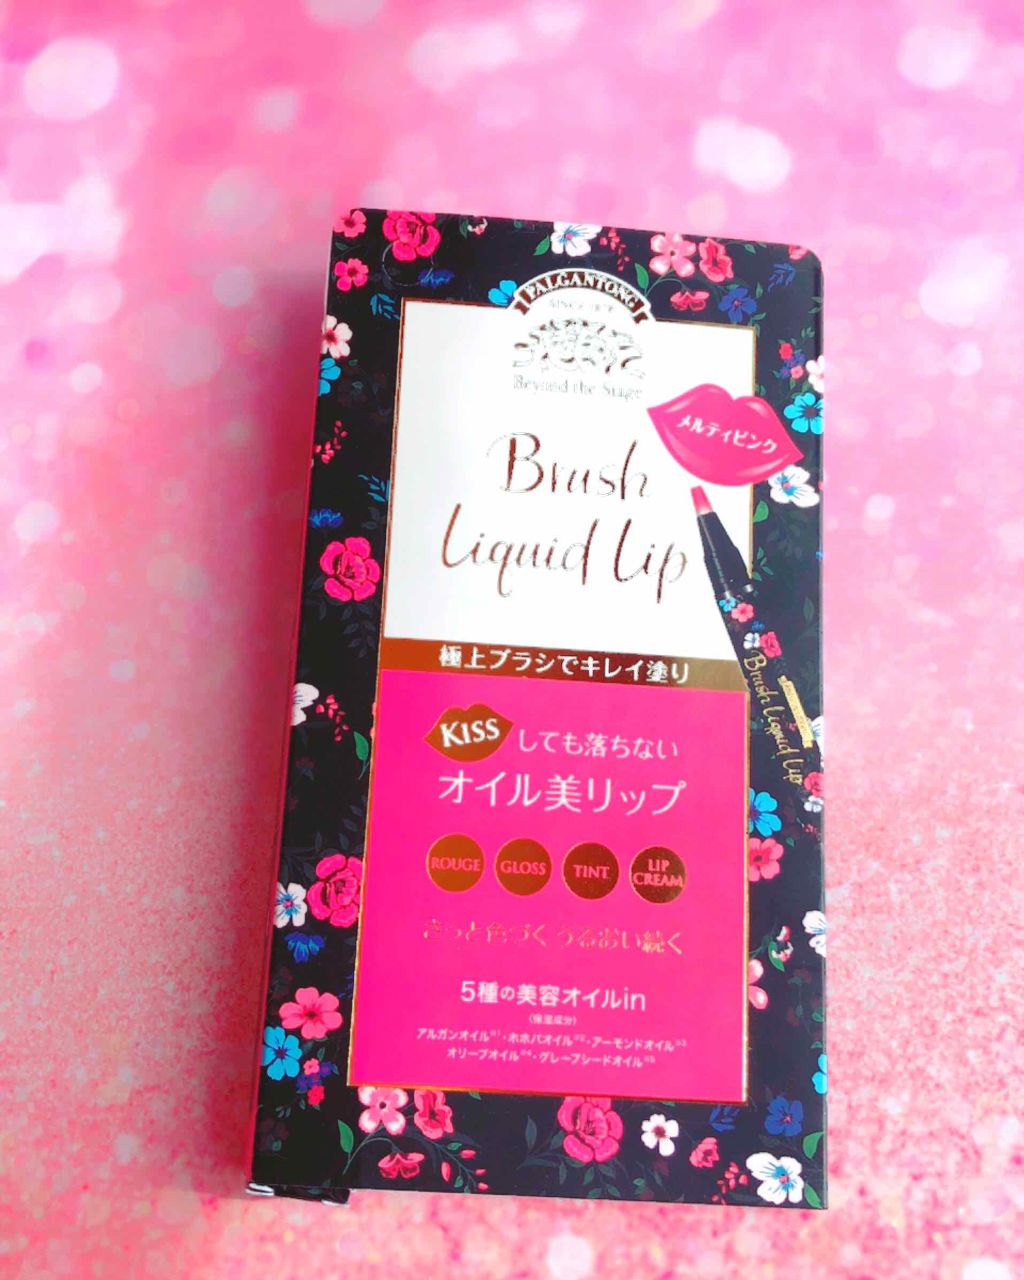 PALGANTONG
Beyond the Stage
メルティピンク
Brush
Liquid Lip
極上ブラシでキレイ塗り
Brush Liquid Lip
KISS しても落ちない
オイル美リップ
ROUGE GLOSS TINT LIP CREAM
さっと色づく うるおい続く
5種の美容オイルin
(保湿成分)
アルガンオイル※1・ホホバオイル※2・アーモンドオイル※3
オリーブオイル※4・グレープシードオイル※5